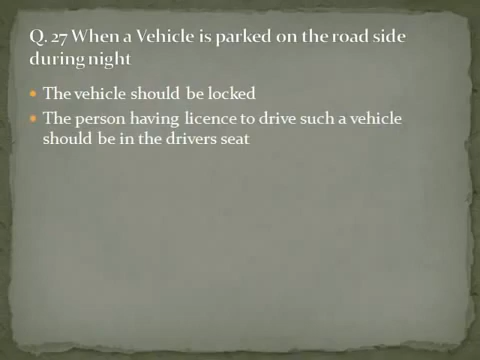 Q. 27 When a Vehicle is parked on the road side
during night
The vehicle should be locked
The person having licence to drive such a vehicle
should be in the drivers seat